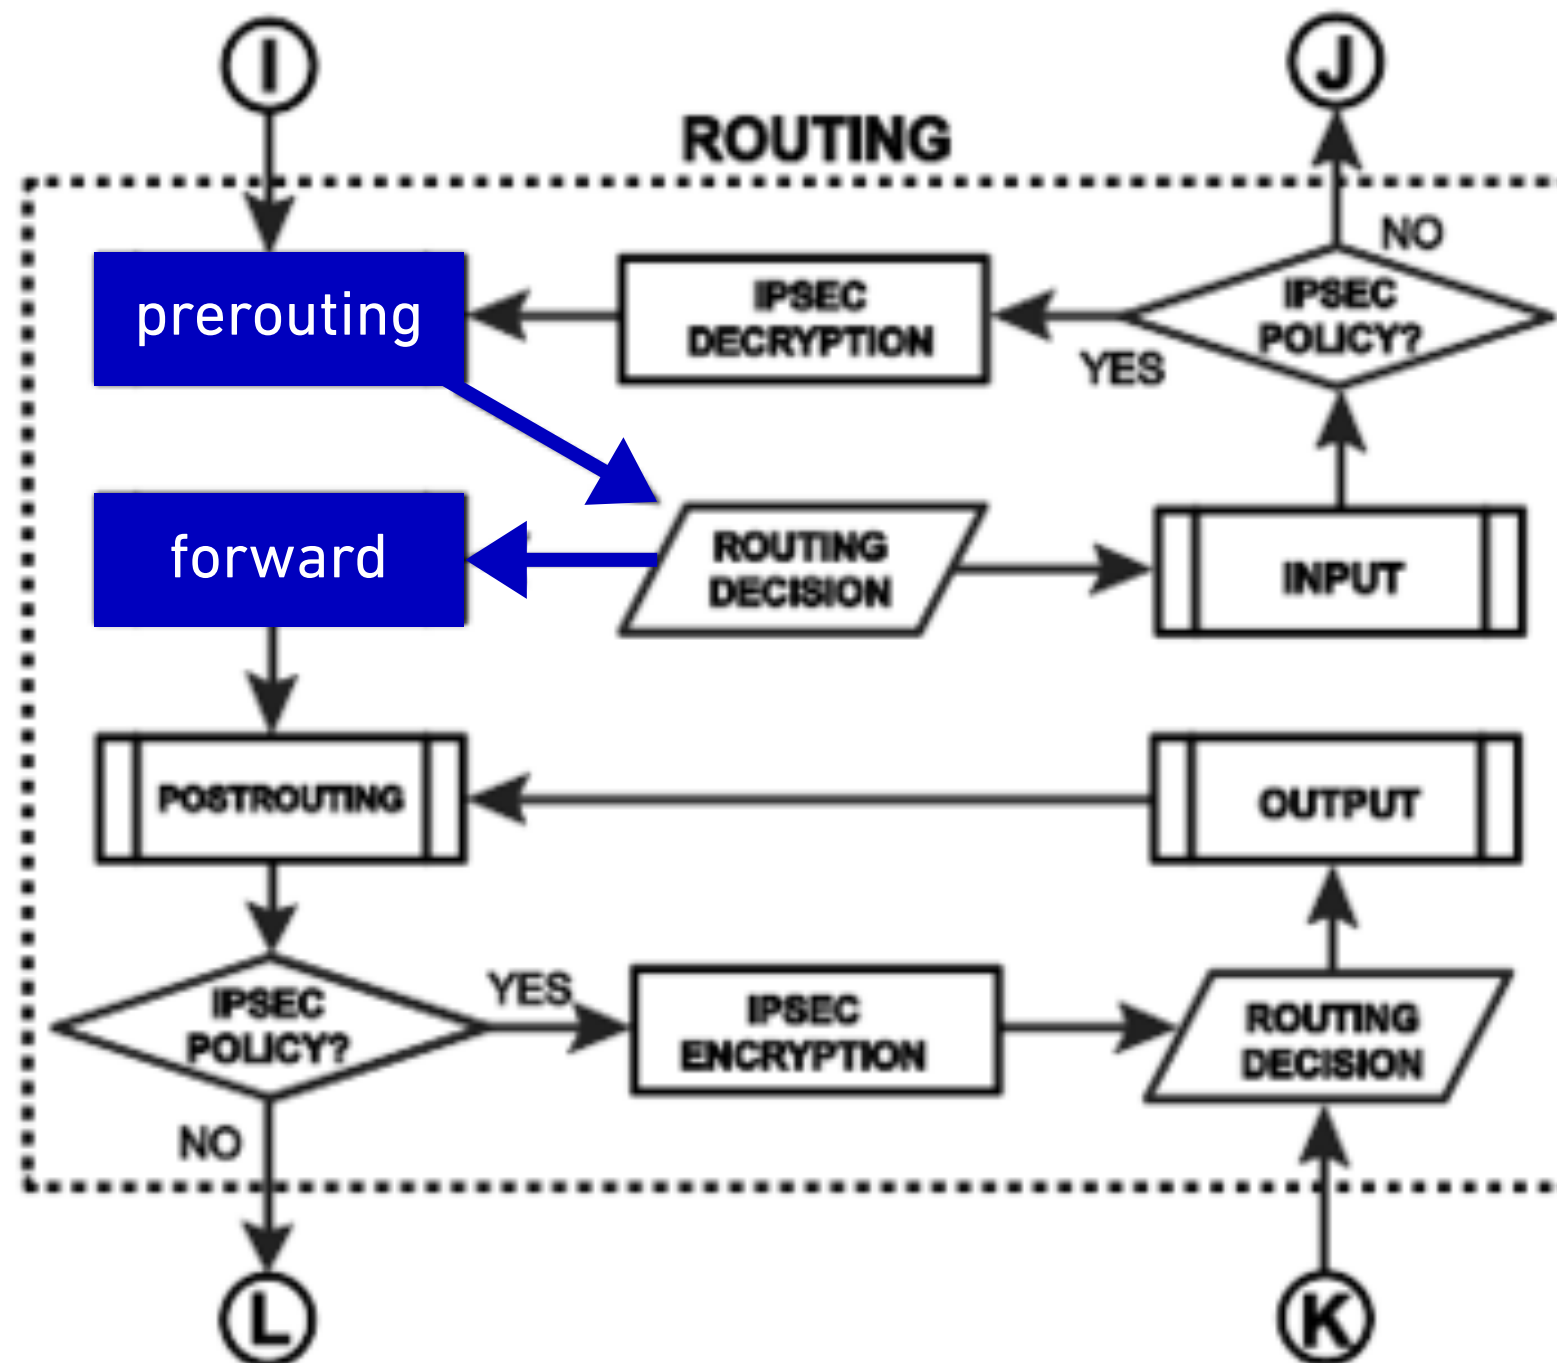 I
J
ROUTING
NO
prerouting
IPSEC
DECRYPTION
IPSEC
POLICY?
YES
forward
ROUTING
DECISION
INPUT
POSTROUTING
OUTPUT
IPSEC
POLICY?
YES
IPSEC
ENCRYPTION
ROUTING
DECISION
NO
L
K